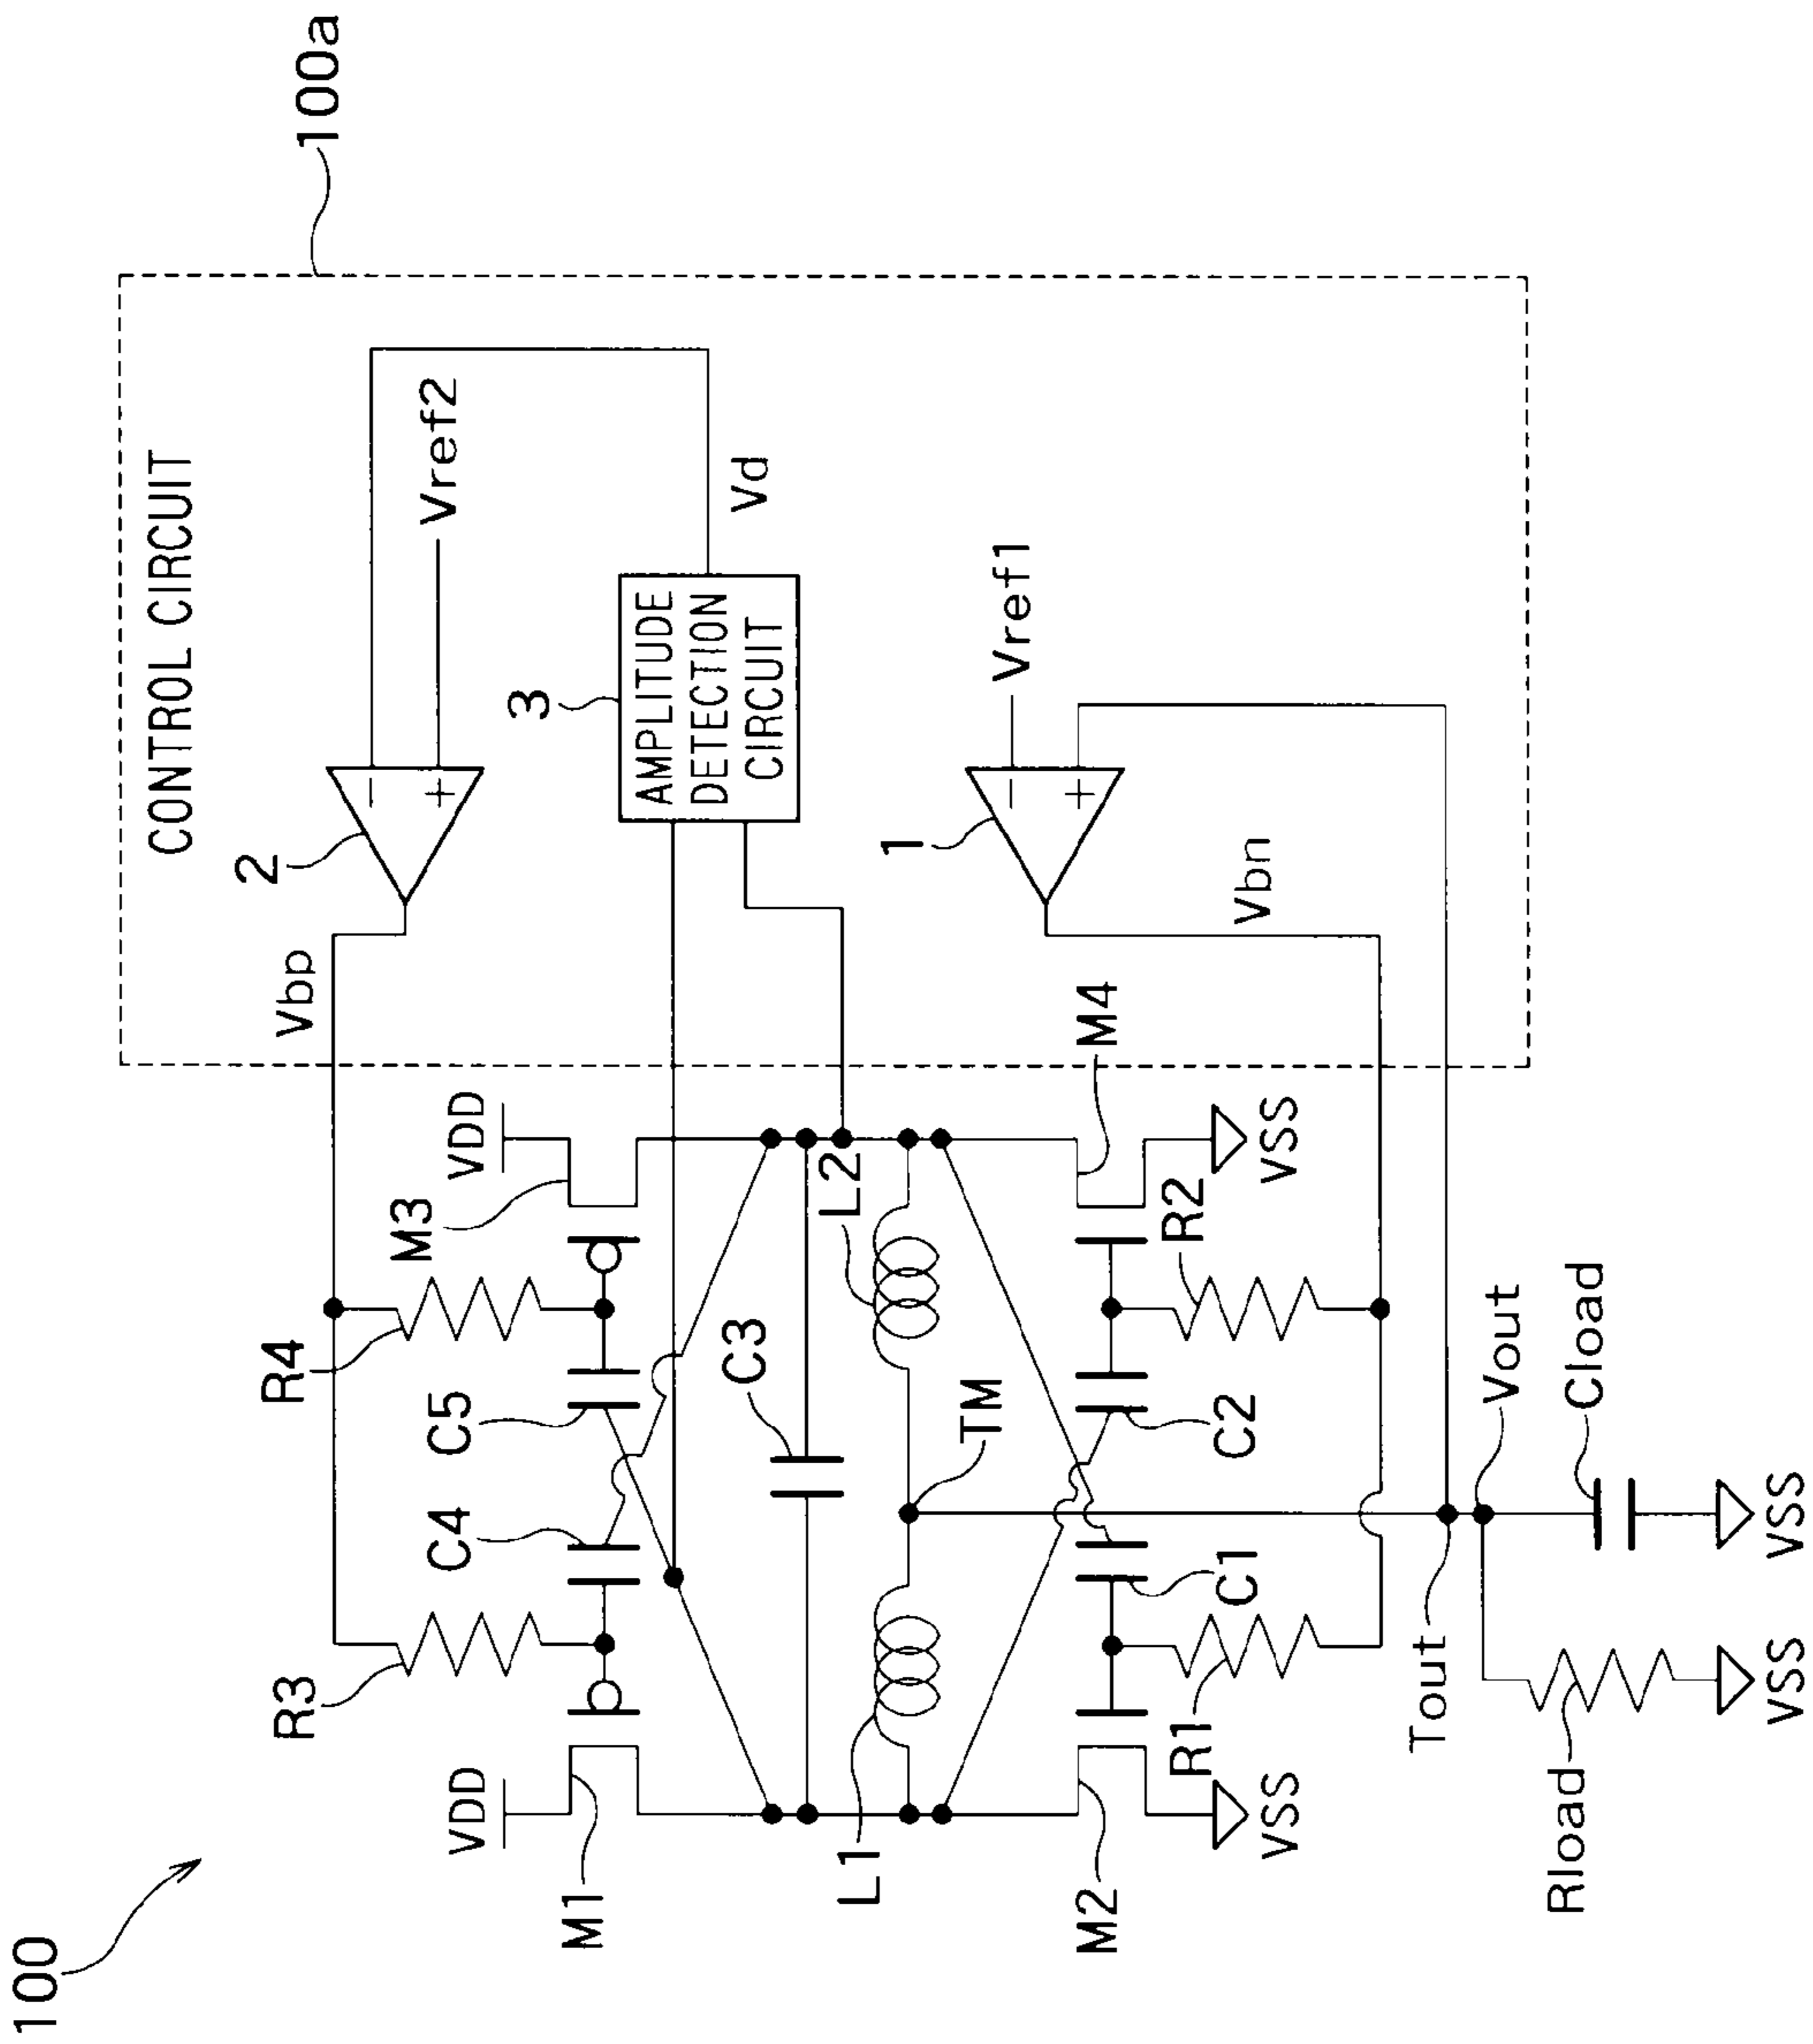 100
100a
CONTROL CIRCUIT
Vref2
2
Vbp
Vd
3
AMPLITUDE
DETECTION
CIRCUIT
Vref1
1
Vbn
VDD
M3
R4
C5
C4
R3
VDD
M1
C3
L2
TM
L1
M4
VSS
R2
C2
C1
R1
M2
VSS
Vout
Cload
VSS
Tout
Rload
VSS
−
+
−
+